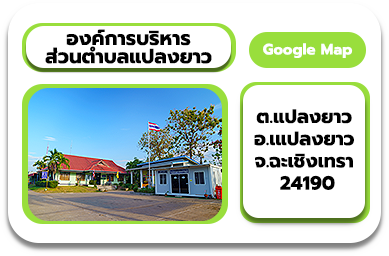 องค์การบริหาร
ส่วนตำบลแปลงยาว
Google Map
ต.แปลงยาว
อ.แปลงยาว
จ.ฉะเชิงเทรา
24190